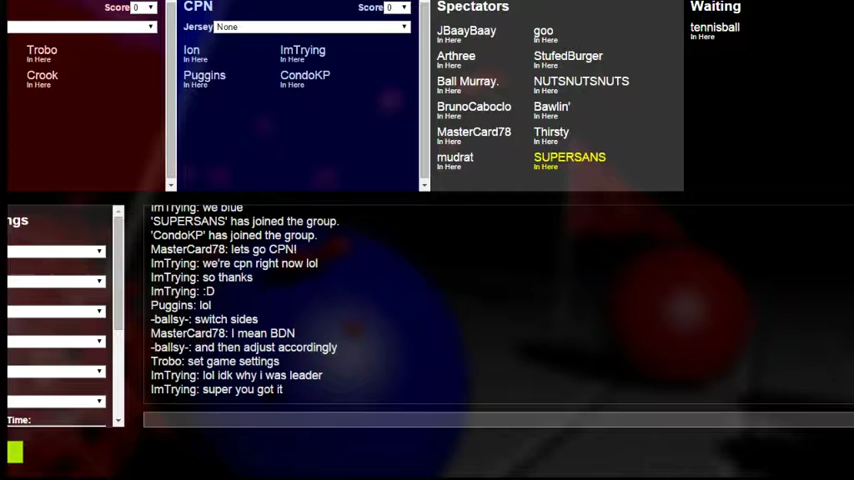 Score 0
CPN Score 0
Jersey None
Spectators
Waiting
Trobo
In Here
Crook
In Here
Ion
In Here
ImTrying
In Here
Puggins
In Here
CondoKP
In Here
JBaayBaay
In Here
goo
In Here
Arthree
In Here
StufedBurger
In Here
Ball Murray.
In Here
NUTSNUTSNUTS
In Here
BrunoCaboclo
In Here
Bawlin'
In Here
MasterCard78
In Here
Thirsty
In Here
mudrat
In Here
SUPERSANS
In Here
tennisball
In Here
ngs
Time:
ImTrying: we blue
'SUPERSANS' has joined the group.
'CondoKP' has joined the group.
MasterCard78: lets go CPN!
ImTrying: we're cpn right now lol
ImTrying: so thanks
ImTrying: :D
Puggins: lol
-ballsy-: switch sides
MasterCard78: I mean BDN
-ballsy-: and then adjust accordingly
Trobo: set game settings
ImTrying: lol idk why i was leader
ImTrying: super you got it